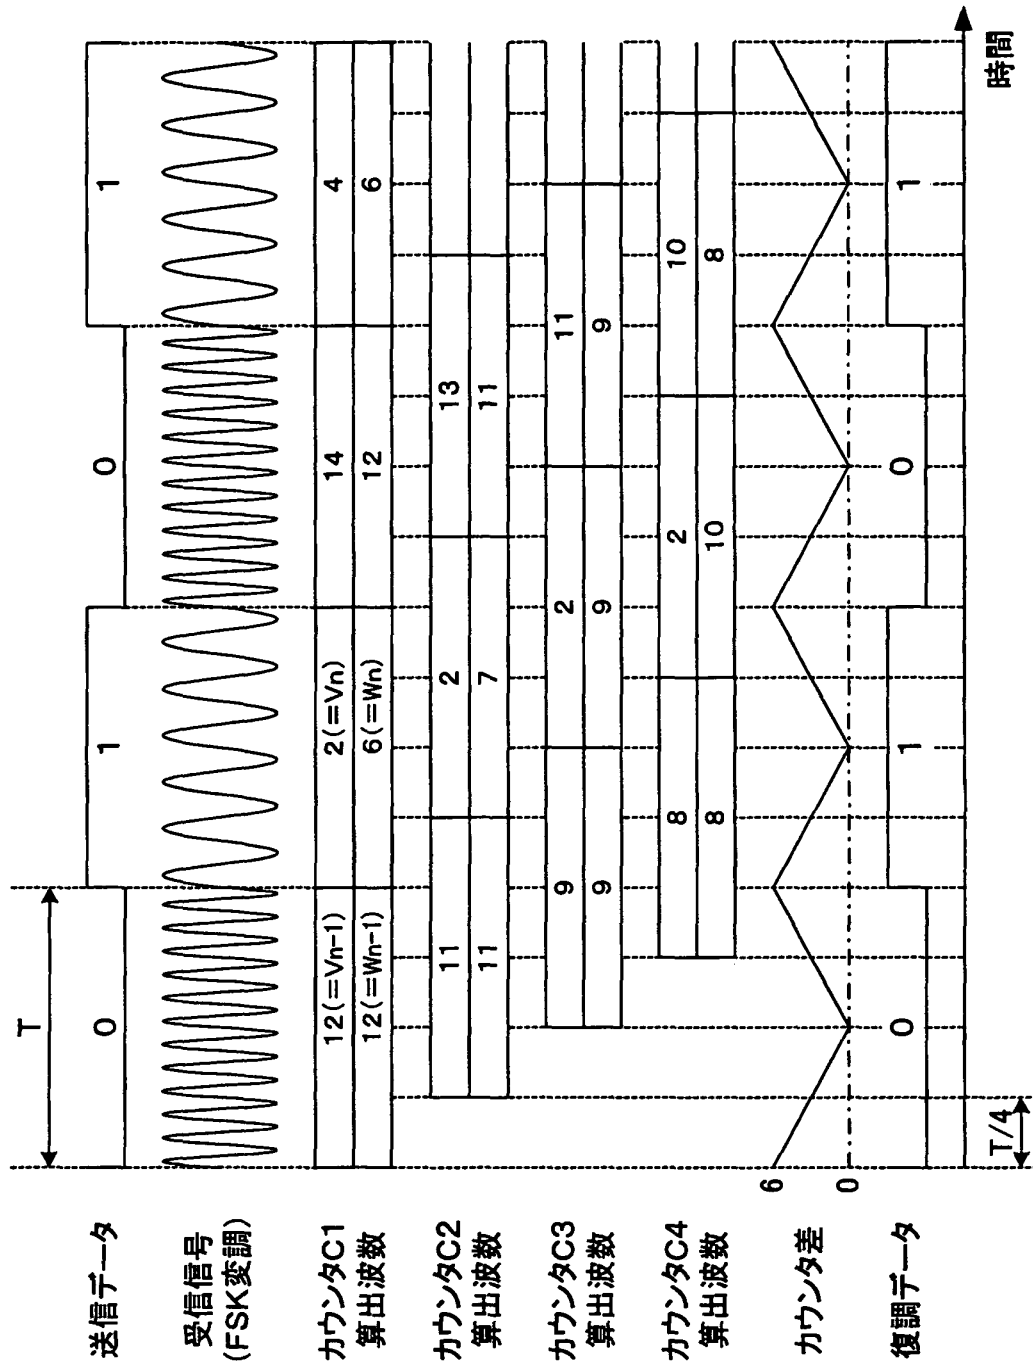 T
送信データ
0
1
0
1
受信信号
(FSK変調)
カウンタC1
12(=Vn-1)
2(=Vn)
14
4
算出波数
12(=Wn-1)
6(=Wn)
12
6
カウンタC2
11
2
13
算出波数
11
7
11
カウンタC3
9
2
11
算出波数
9
9
9
カウンタC4
8
2
10
算出波数
8
10
8
カウンタ差
6
0
復調データ
0
1
0
1
T/4
時間